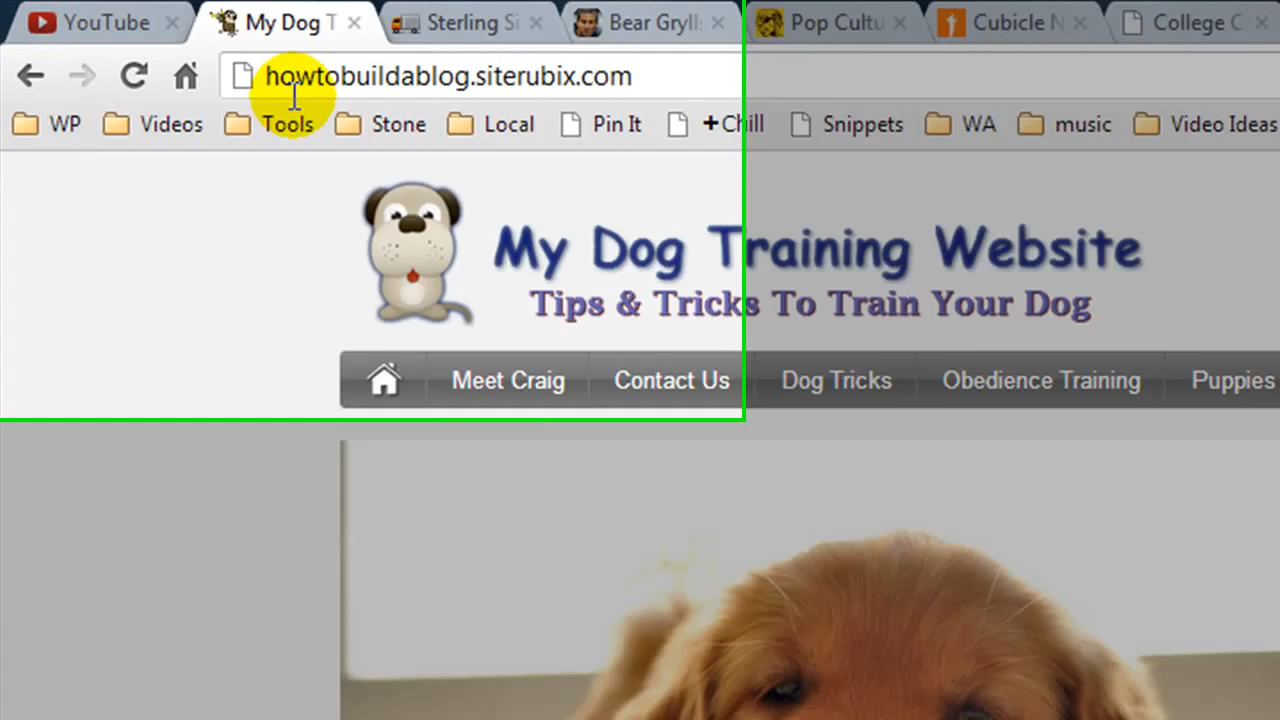 YouTube
My Dog T
Sterling Si
Bear Grylls
Pop Cultu
Cubicle N
College C
howtobuildablog.siterubix.com
WP
Videos
Tools
Stone
Local
Pin It
+Chill
Snippets
WA
music
Video Ideas
My Dog Training Website
Tips & Tricks To Train Your Dog
Meet Craig
Contact Us
Dog Tricks
Obedience Training
Puppies